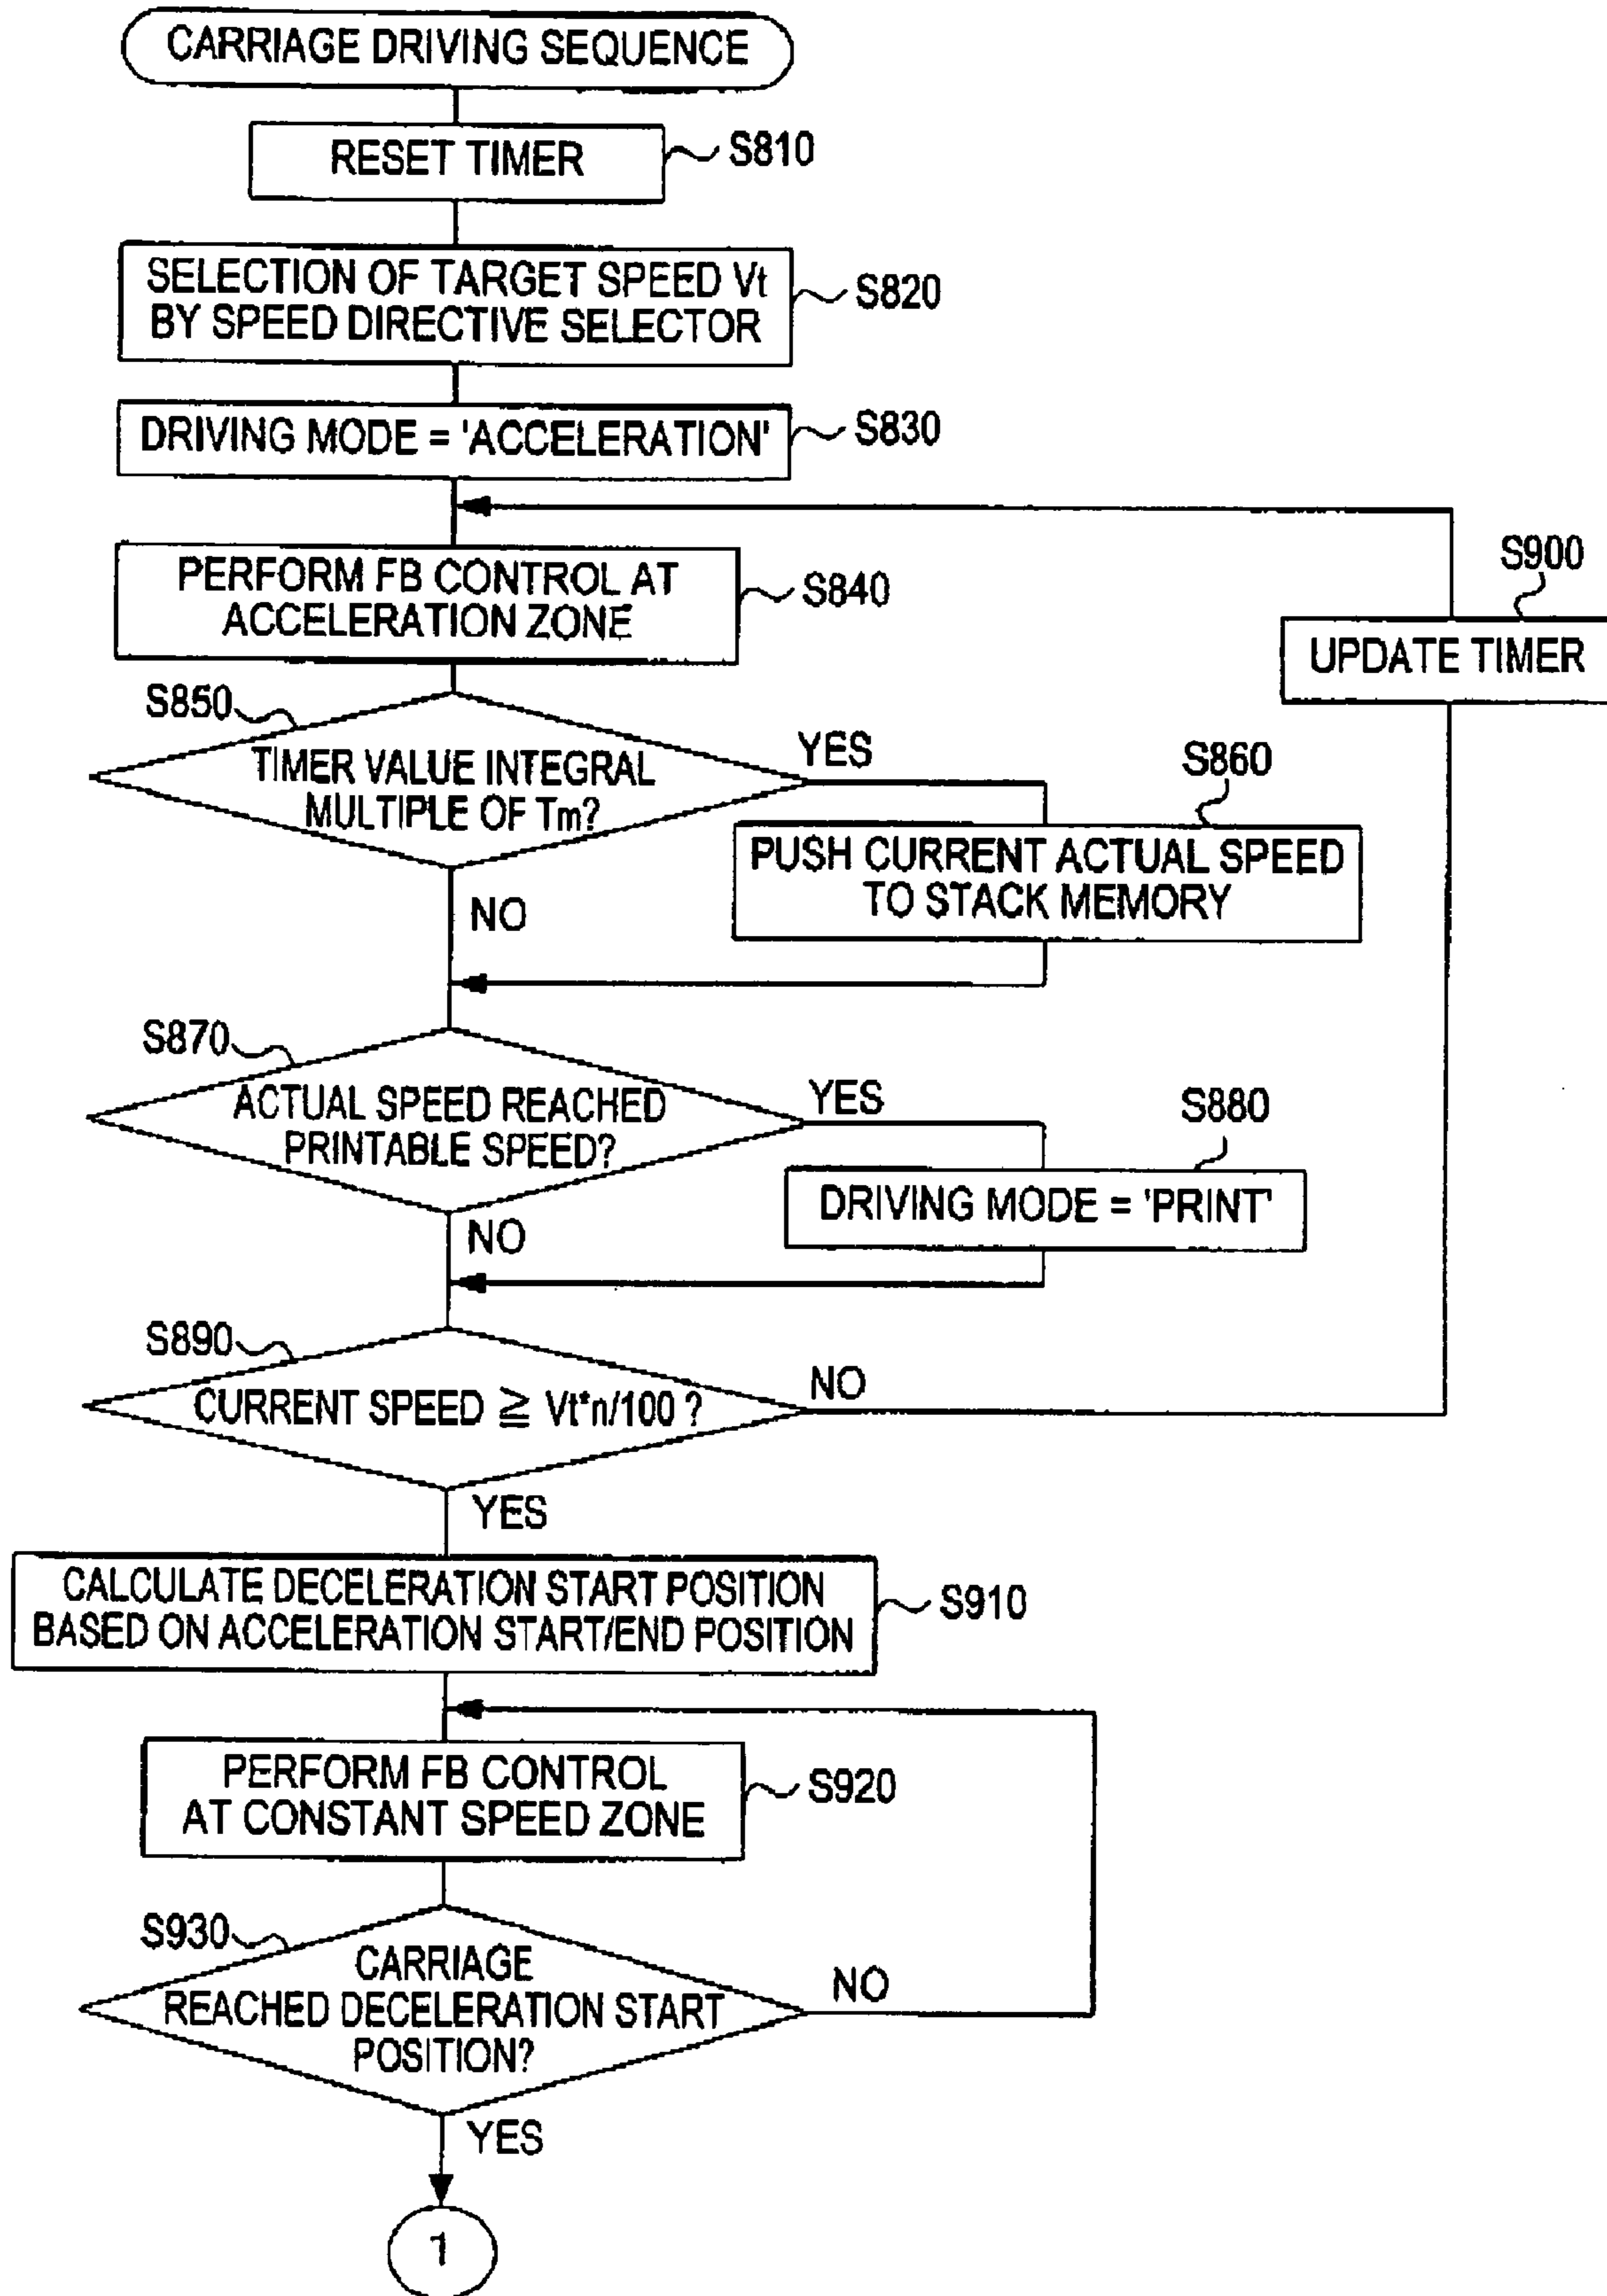 CARRIAGE DRIVING SEQUENCE
RESET TIMER
S810
SELECTION OF TARGET SPEED Vt
BY SPEED DIRECTIVE SELECTOR
S820
DRIVING MODE = 'ACCELERATION'
S830
PERFORM FB CONTROL AT
ACCELERATION ZONE
S840
S900
UPDATE TIMER
S850
TIMER VALUE INTEGRAL
MULTIPLE OF Tm?
YES
NO
S860
PUSH CURRENT ACTUAL SPEED
TO STACK MEMORY
S870
ACTUAL SPEED REACHED
PRINTABLE SPEED?
YES
NO
S880
DRIVING MODE = 'PRINT'
S890
CURRENT SPEED ≧ Vt*n/100 ?
NO
YES
CALCULATE DECELERATION START POSITION
BASED ON ACCELERATION START/END POSITION
S910
PERFORM FB CONTROL
AT CONSTANT SPEED ZONE
S920
S930
CARRIAGE
REACHED DECELERATION START
POSITION?
NO
YES
1